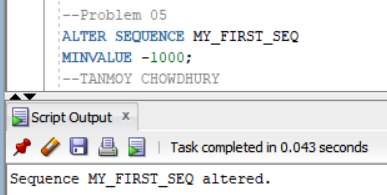 --Problem 05
ALTER SEQUENCE MY_FIRST_SEQ
MINVALUE -1000;
--TANMOY CHOWDHURY
Script Output x
Task completed in 0.043 seconds
Sequence MY_FIRST_SEQ altered.